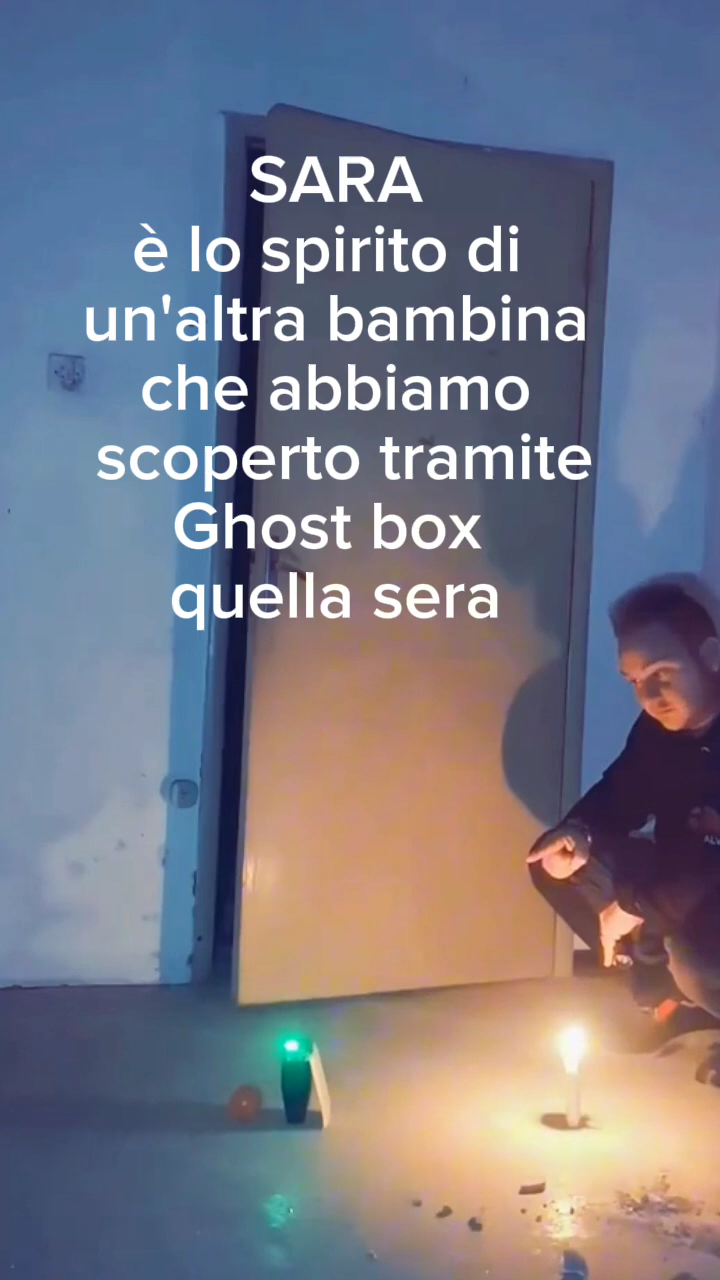 SARA
è lo spirito di
un'altra bambina
che abbiamo
scoperto tramite
Ghost box
quella sera